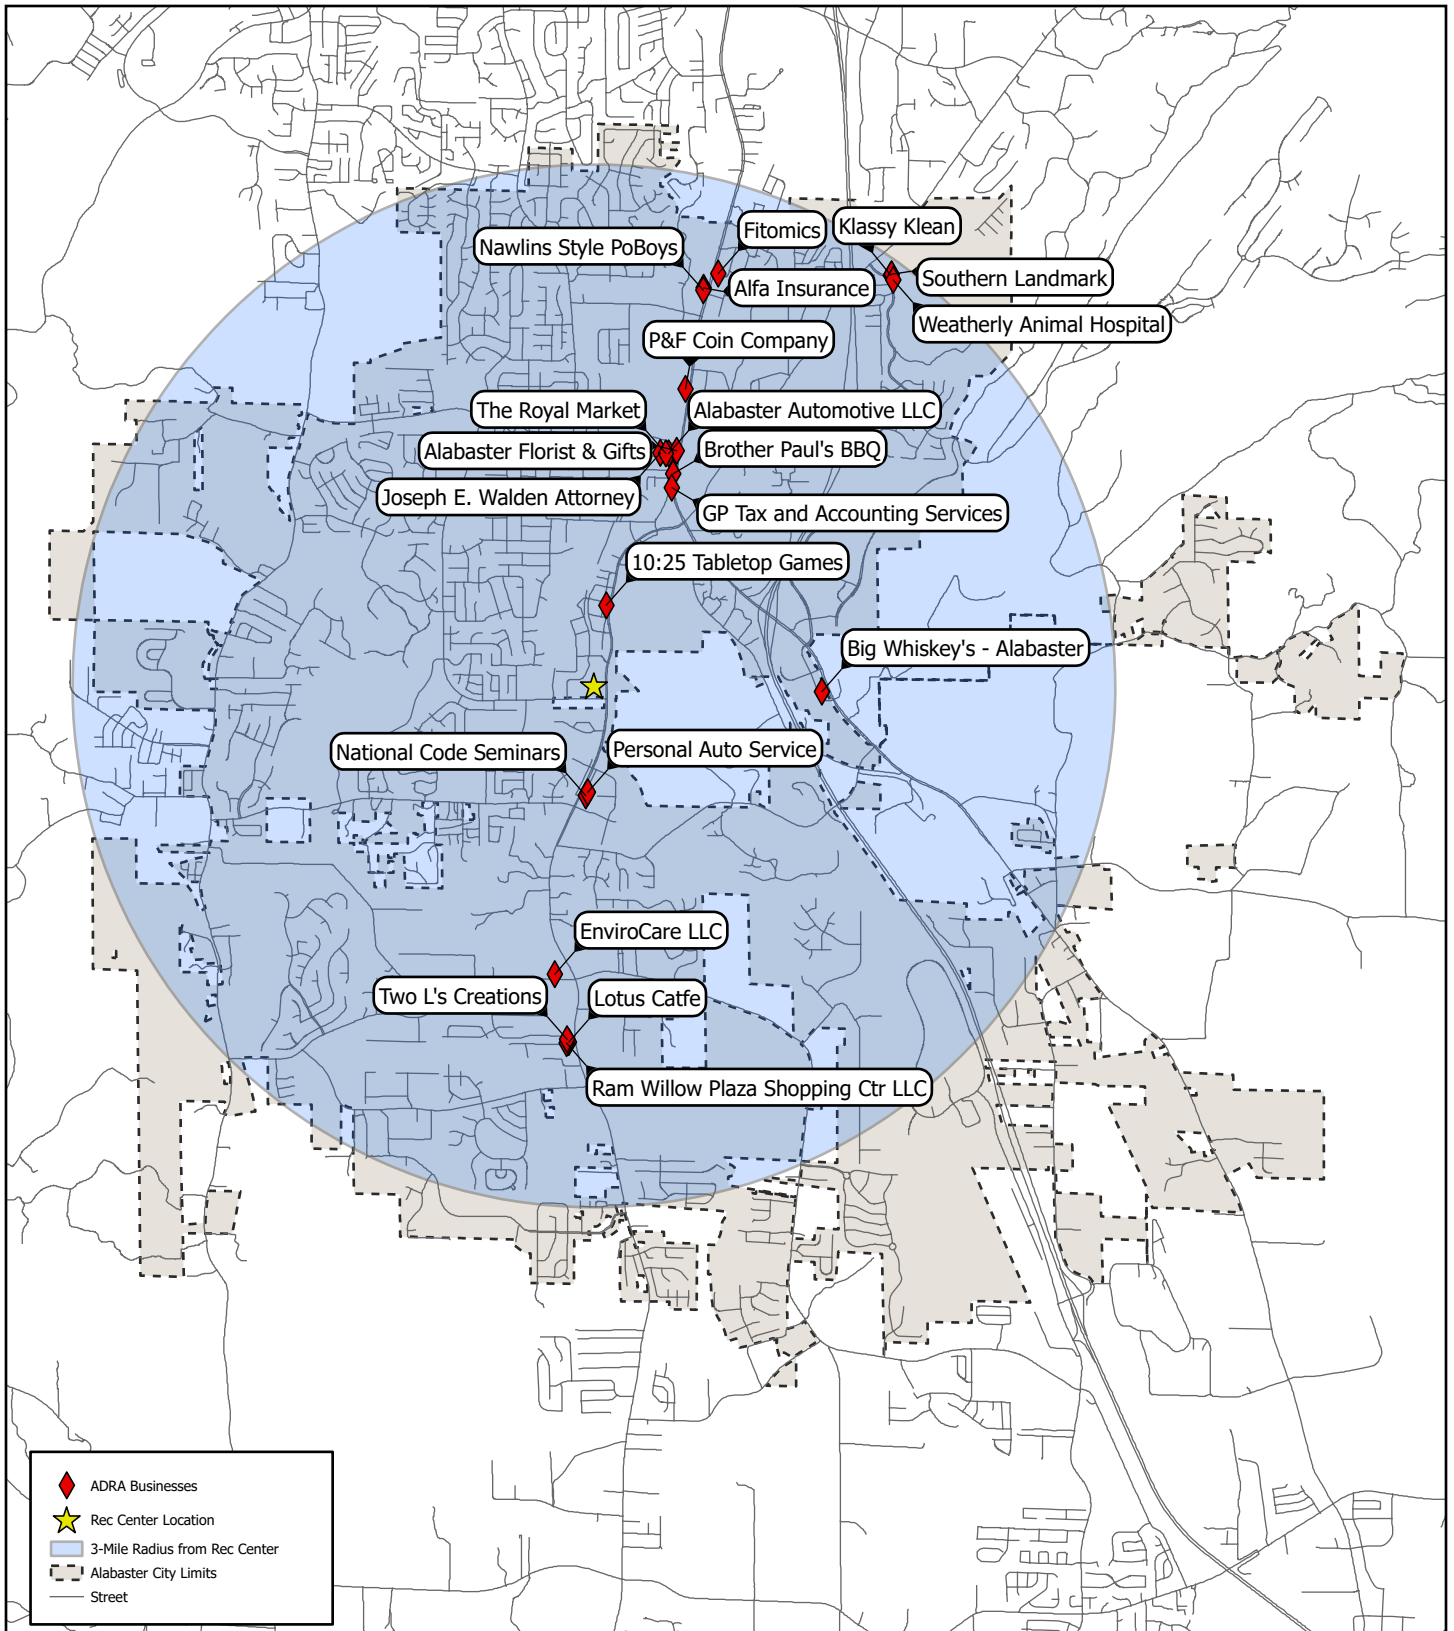 Fitomics
Klassy Klean
Nawlins Style PoBoys
Southern Landmark
Alfa Insurance
Weatherly Animal Hospital
P&F Coin Company
The Royal Market
Alabaster Automotive LLC
Alabaster Florist & Gifts
Brother Paul's BBQ
Joseph E. Walden Attorney
GP Tax and Accounting Services
10:25 Tabletop Games
Big Whiskey's - Alabaster
National Code Seminars
Personal Auto Service
EnviroCare LLC
Two L's Creations
Lotus Catfe
Ram Willow Plaza Shopping Ctr LLC
ADRA Businesses
Rec Center Location
3-Mile Radius from Rec Center
Alabaster City Limits
Street